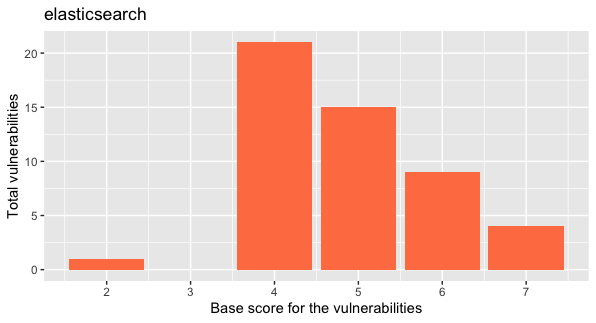 elasticsearch
Total vulnerabilities
20
15
10
5
0
2 3 4 5 6 7
Base score for the vulnerabilities